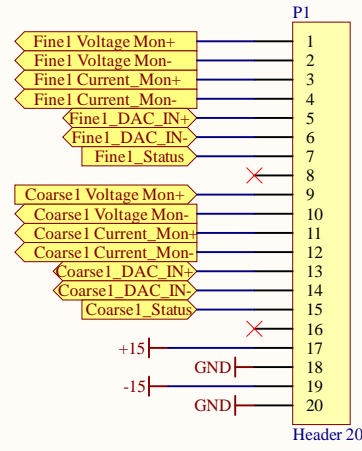 P1
Fine1 Voltage Mon+ 1
Fine1 Voltage Mon- 2
Fine1 Current_Mon+ 3
Fine1 Current_Mon- 4
Fine1_DAC_IN+ 5
Fine1_DAC_IN- 6
Fine1_Status 7
8
Coarse1 Voltage Mon+ 9
Coarse1 Voltage Mon- 10
Coarse1 Current_Mon+ 11
Coarse1 Current_Mon- 12
Coarse1_DAC_IN+ 13
Coarse1_DAC_IN- 14
Coarse1_Status 15
16
+15 17
GND 18
-15 19
GND 20
Header 20